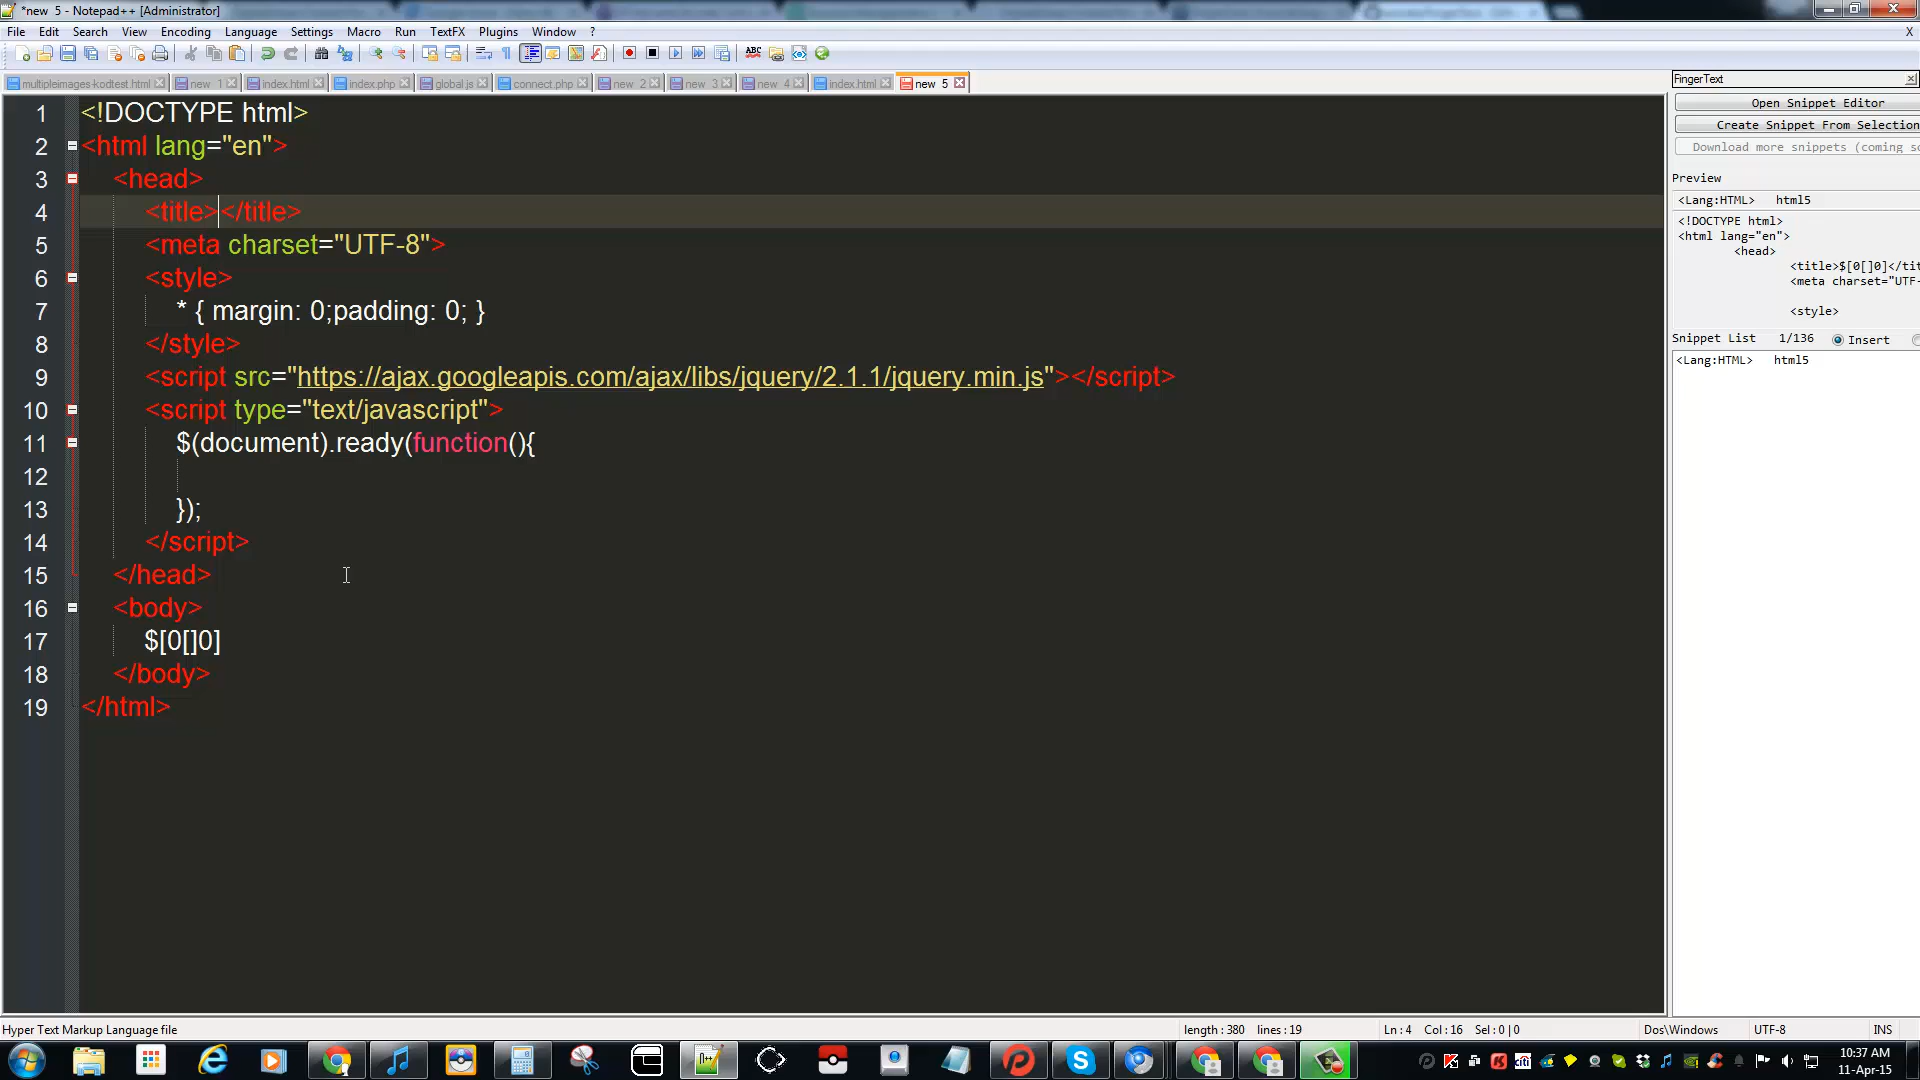 *new  5 - Notepad++ [Administrator]
File Edit Search View Encoding Language Settings Macro Run TextFX Plugins Window ? X
multipleimages-kodtest.html new  1 index.html index.php global.js connect.php new  2 new  3 new  4 index.html new  5
1 <!DOCTYPE html>
2 <html lang="en">
3 <head>
4 <title></title>
5 <meta charset="UTF-8">
6 <style>
7 * { margin: 0;padding: 0; }
8 </style>
9 <script src="https://ajax.googleapis.com/ajax/libs/jquery/2.1.1/jquery.min.js"></script>
10 <script type="text/javascript">
11 $(document).ready(function(){
12
13 });
14 </script>
15 </head>
16 <body>
17 $[0[]0]
18 </body>
19 </html>
FingerText
Open Snippet Editor
Create Snippet From Selection
Download more snippets (coming so
Preview
<Lang:HTML> html5
<!DOCTYPE html>
<html lang="en">
<head>
<title>$[0[]0]</tit
<meta charset="UTF-
<style>
Snippet List 1/136 Insert
<Lang:HTML> html5
Hyper Text Markup Language file length : 380 lines : 19 Ln : 4 Col : 16 Sel : 0 | 0 Dos\Windows UTF-8 INS
10:37 AM
11-Apr-15